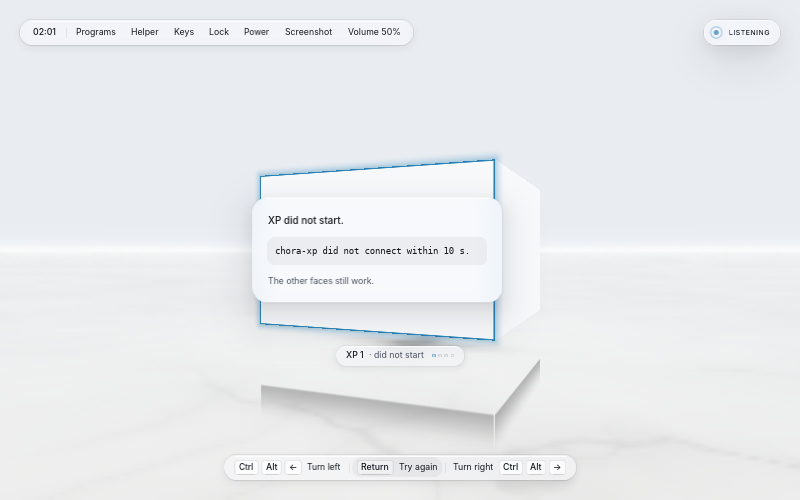 02:01 Programs Helper Keys Lock Power Screenshot Volume 50%
LISTENING
XP did not start.
chora-xp did not connect within 10 s.
The other faces still work.
XP 1 · did not start
Ctrl Alt ← Turn left Return Try again Turn right Ctrl Alt →